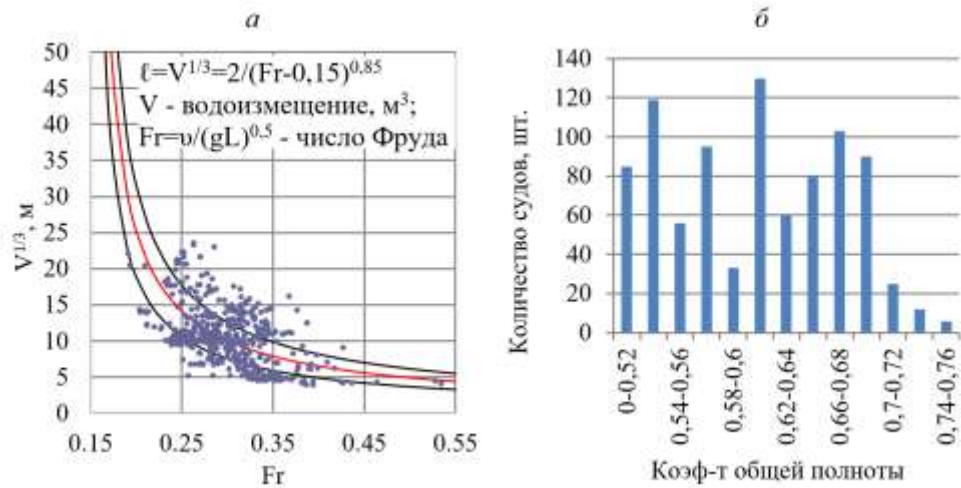 а
50
45
40
35
30
25
20
15
10
5
0
V1/3, м
ℓ=V1/3=2/(Fr-0,15)0,85
V - водоизмещение, м3;
Fr=υ/(gL)0.5 - число Фруда
0.15 0.25 0.35 0.45 0.55
Fr
б
140
120
100
80
60
40
20
0
Количество судов, шт.
0-0,52
0,54-0,56
0,58-0,6
0,62-0,64
0,66-0,68
0,7-0,72
0,74-0,76
Коэф-т общей полноты